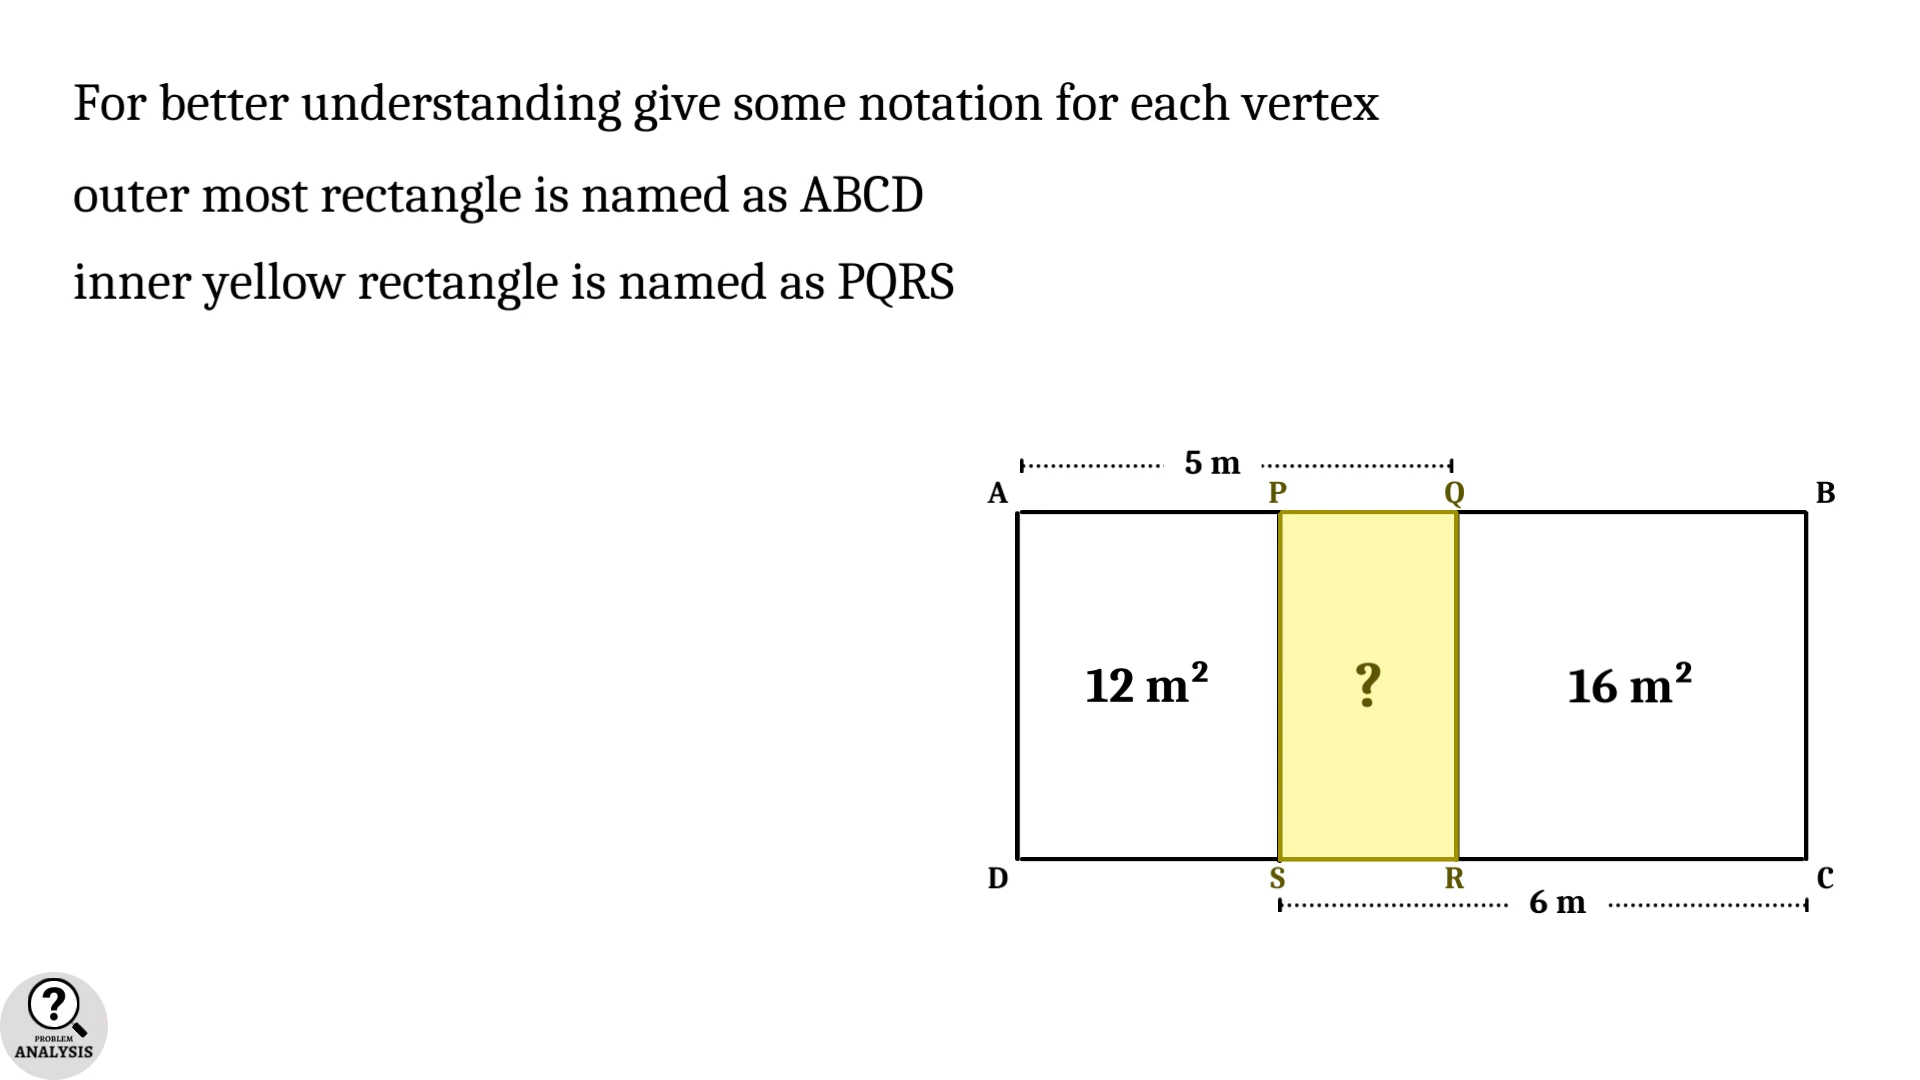 For better understanding give some notation for each vertex
outer most rectangle is named as ABCD
inner yellow rectangle is named as PQRS
5 m
A P Q B
12 m² ? 16 m²
D S R C
6 m
?
PROBLEM
ANALYSIS